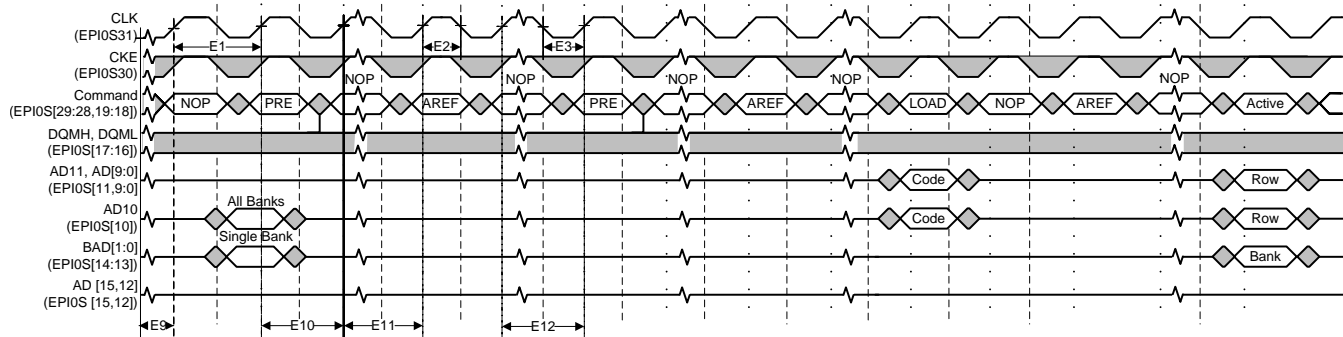 CLK
(EPI0S31)
E1
E2
E3
CKE
(EPI0S30)
NOP
NOP
NOP
NOP
NOP
Command
(EPI0S[29:28,19:18])
NOP
PRE
AREF
PRE
AREF
LOAD
NOP
AREF
Active
DQMH, DQML
(EPI0S[17:16])
AD11, AD[9:0]
(EPI0S[11,9:0]
Code
Row
All Banks
AD10
(EPI0S[10])
Code
Row
Single Bank
BAD[1:0]
(EPI0S[14:13])
Bank
AD [15,12]
(EPI0S [15,12])
E9
E10
E11
E12